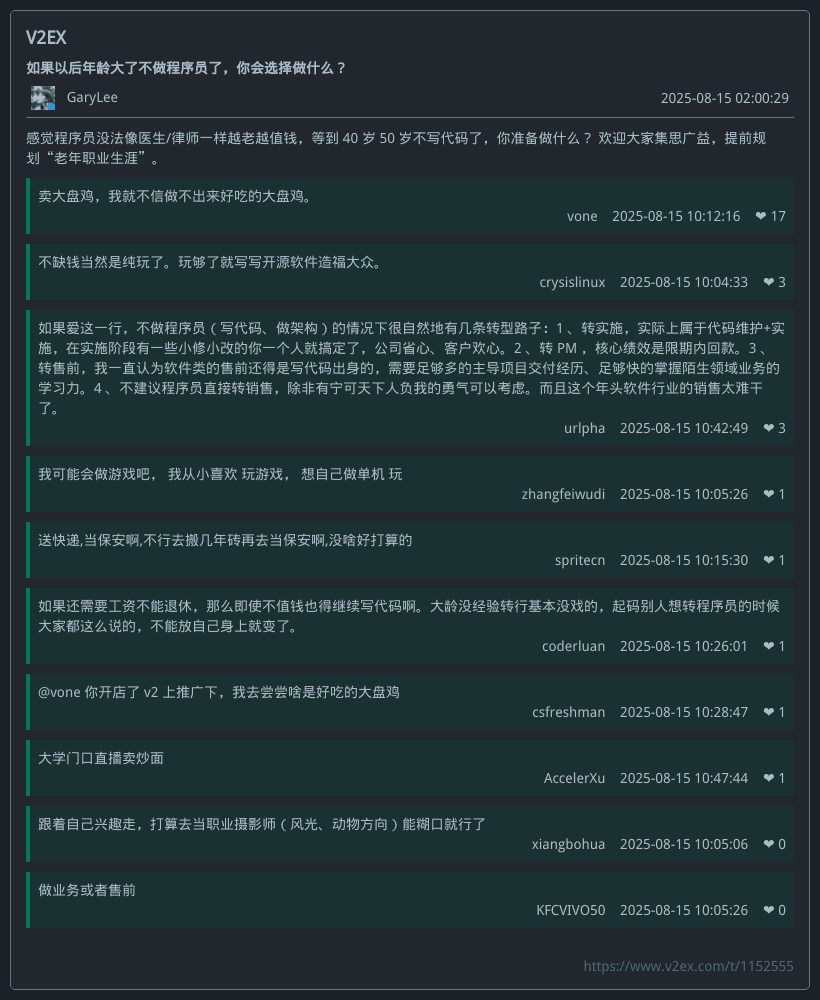 V2EX
如果以后年龄大了不做程序员了，你会选择做什么？
GaryLee 2025-08-15 02:00:29
感觉程序员没法像医生/律师一样越老越值钱，等到 40 岁 50 岁不写代码了，你准备做什么？欢迎大家集思广益，提前规
划“老年职业生涯”。
卖大盘鸡，我就不信做不出来好吃的大盘鸡。
vone 2025-08-15 10:12:16 ❤ 17
不缺钱当然是纯玩了。玩够了就写写开源软件造福大众。
crysislinux 2025-08-15 10:04:33 ❤ 3
如果爱这一行，不做程序员（写代码、做架构）的情况下很自然地有几条转型路子：1 、转实施，实际上属于代码维护+实
施，在实施阶段有一些小修小改的你一个人就搞定了，公司省心、客户欢心。2 、转 PM ，核心绩效是限期内回款。3 、
转售前，我一直认为软件类的售前还得是写代码出身的，需要足够多的主导项目交付经历、足够快的掌握陌生领域业务的
学习力。4 、不建议程序员直接转销售，除非有宁可天下人负我的勇气可以考虑。而且这个年头软件行业的销售太难干
了。
urlpha 2025-08-15 10:42:49 ❤ 3
我可能会做游戏吧， 我从小喜欢 玩游戏， 想自己做单机 玩
zhangfeiwudi 2025-08-15 10:05:26 ❤ 1
送快递,当保安啊,不行去搬几年砖再去当保安啊,没啥好打算的
spritecn 2025-08-15 10:15:30 ❤ 1
如果还需要工资不能退休，那么即使不值钱也得继续写代码啊。大龄没经验转行基本没戏的，起码别人想转程序员的时候
大家都这么说的，不能放自己身上就变了。
coderluan 2025-08-15 10:26:01 ❤ 1
@vone 你开店了 v2 上推广下，我去尝尝啥是好吃的大盘鸡
csfreshman 2025-08-15 10:28:47 ❤ 1
大学门口直播卖炒面
AccelerXu 2025-08-15 10:47:44 ❤ 1
跟着自己兴趣走，打算去当职业摄影师（风光、动物方向）能糊口就行了
xiangbohua 2025-08-15 10:05:06 ❤ 0
做业务或者售前
KFCVIVO50 2025-08-15 10:05:26 ❤ 0
https://www.v2ex.com/t/1152555